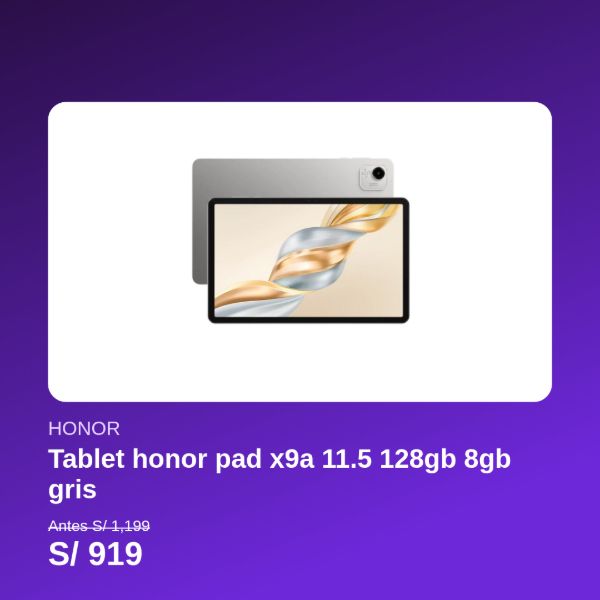 HONOR
Tablet honor pad x9a 11.5 128gb 8gb
gris
Antes S/ 1,199
S/ 919